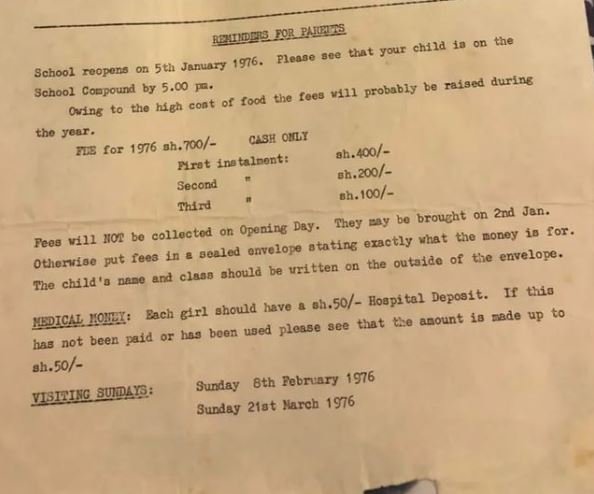 REMINDERS FOR PARENTS
School reopens on 5th January 1976. Please see that your child is on the
School Compound by 5.00 pm.
Owing to the high cost of food the fees will probably be raised during
the year.
FEE for 1976 sh.700/- CASH ONLY
First instalment: sh.400/-
Second " sh.200/-
Third " sh.100/-
Fees will NOT be collected on Opening Day. They may be brought on 2nd Jan.
Otherwise put fees in a sealed envelope stating exactly what the money is for.
The child's name and class should be written on the outside of the envelope.
MEDICAL MONEY: Each girl should have a sh.50/- Hospital Deposit. If this
has not been paid or has been used please see that the amount is made up to
sh.50/-
VISITING SUNDAYS: Sunday 8th February 1976
Sunday 21st March 1976